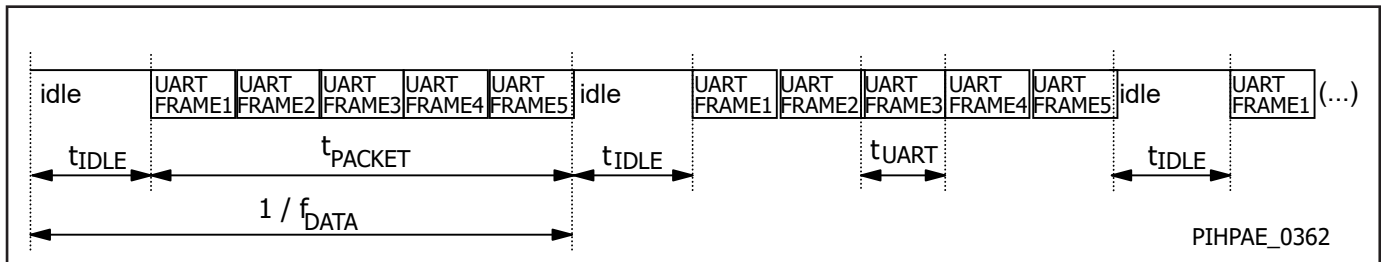 idle
UART FRAME1
UART FRAME2
UART FRAME3
UART FRAME4
UART FRAME5
idle
UART FRAME1
UART FRAME2
UART FRAME3
UART FRAME4
UART FRAME5
idle
UART FRAME1
(...)
tIDLE
tPACKET
tIDLE
tUART
tIDLE
1 / fDATA
PIHPAE_0362